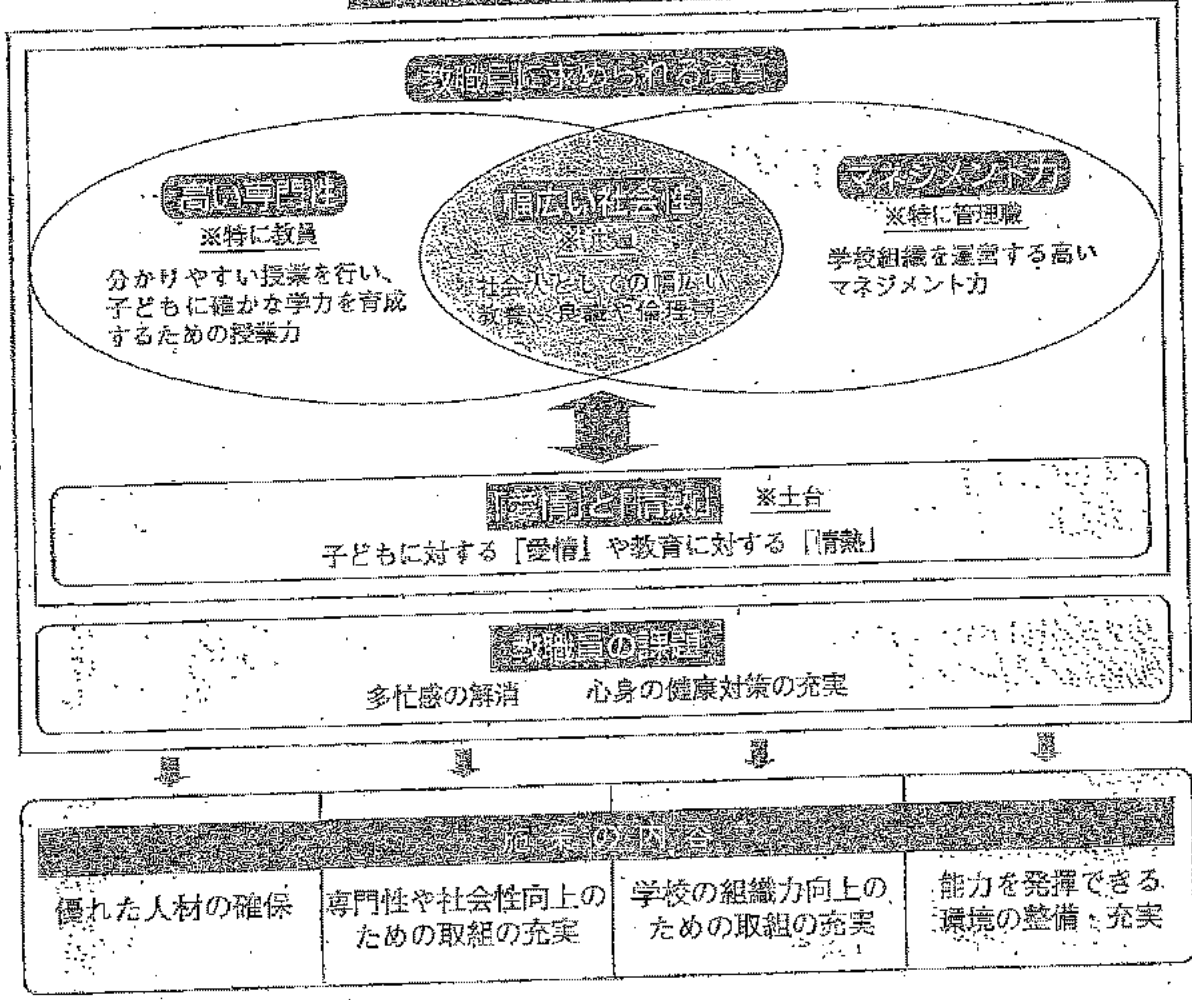 教職員に求められる資質
高い専門性
※特に教員
分かりやすい授業を行い、
子どもに確かな学力を育成
するための授業力
幅広い社会性
※共通
社会人としての幅広い
教養、良識や倫理観
マネジメント力
※特に管理職
学校組織を運営する高い
マネジメント力
「愛情」と「情熱」 ※土台
子どもに対する「愛情」や教育に対する「情熱」
教職員の課題
多忙感の解消 心身の健康対策の充実
施策の内容
優れた人材の確保
専門性や社会性向上の
ための取組の充実
学校の組織力向上の
ための取組の充実
能力を発揮できる
環境の整備・充実